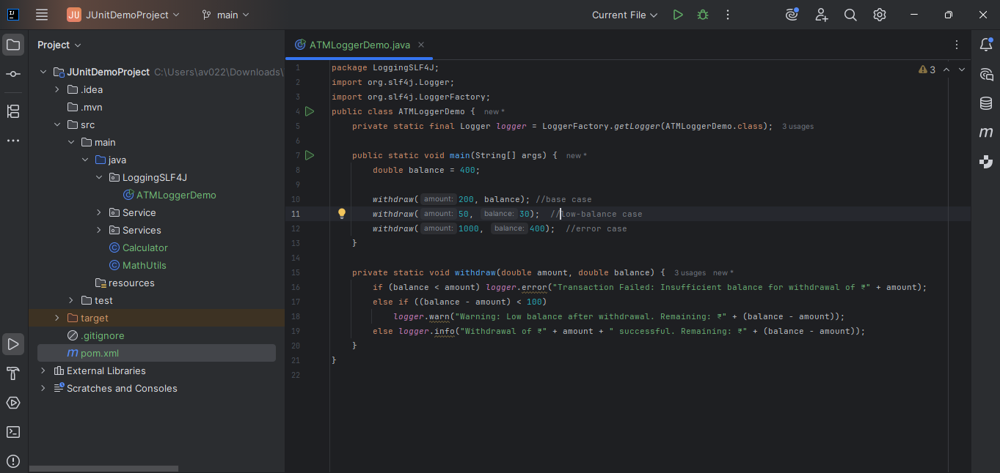 JU JUnitDemoProject main Current File
Project
JUnitDemoProject C:\Users\av022\Downloads\
.idea
.mvn
src
main
java
LoggingSLF4J
ATMLoggerDemo
Service
Services
Calculator
MathUtils
resources
test
target
.gitignore
pom.xml
External Libraries
Scratches and Consoles
ATMLoggerDemo.java
3
1 package LoggingSLF4J;
2 import org.slf4j.Logger;
3 import org.slf4j.LoggerFactory;
4 public class ATMLoggerDemo { new *
5 private static final Logger logger = LoggerFactory.getLogger(ATMLoggerDemo.class); 3 usages
6
7 public static void main(String[] args) { new *
8 double balance = 400;
9
10 withdraw( amount: 200, balance); //base case
11 withdraw( amount: 50, balance: 30); //low-balance case
12 withdraw( amount: 1000, balance: 400); //error case
13 }
14
15 private static void withdraw(double amount, double balance) { 3 usages new *
16 if (balance < amount) logger.error("Transaction Failed: Insufficient balance for withdrawal of ₹" + amount);
17 else if ((balance - amount) < 100)
18 logger.warn("Warning: Low balance after withdrawal. Remaining: ₹" + (balance - amount));
19 else logger.info("Withdrawal of ₹" + amount + " successful. Remaining: ₹" + (balance - amount));
20 }
21 }
22